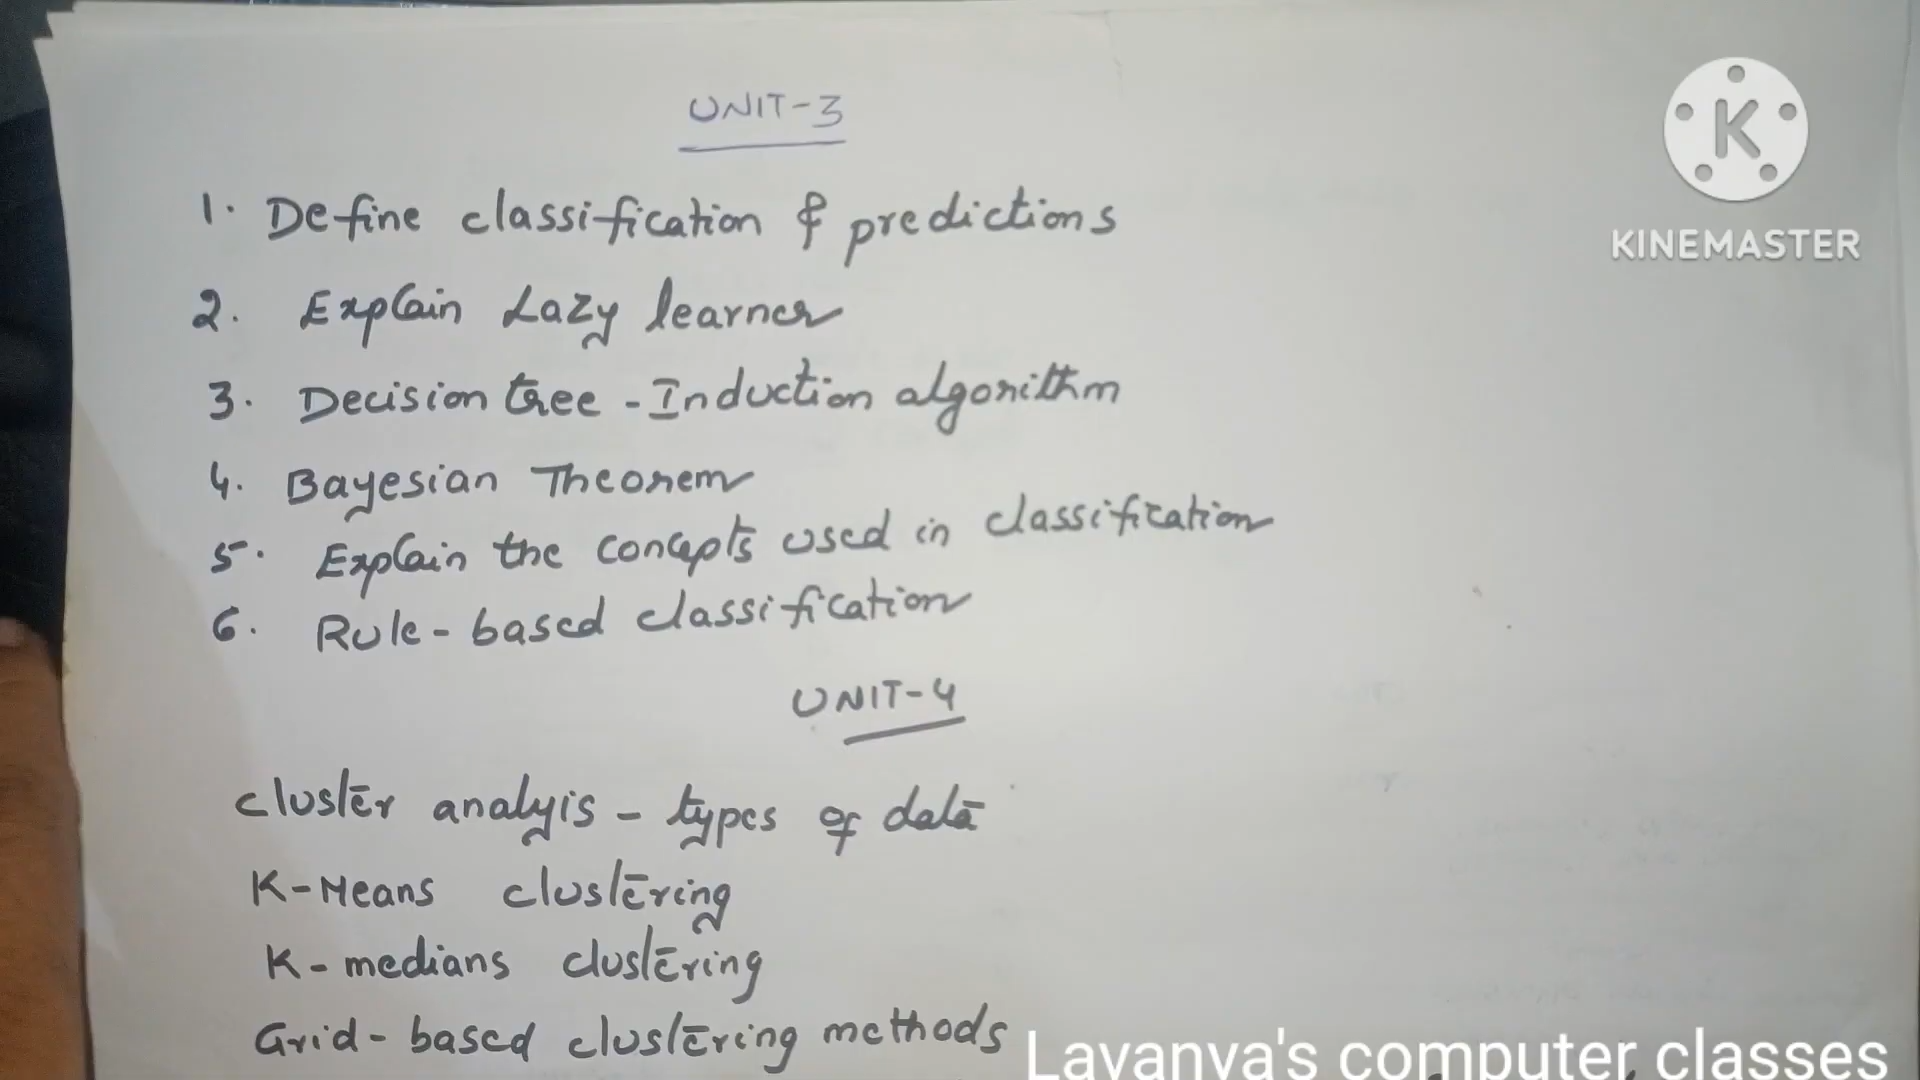 UNIT-3
K
KINEMASTER
1. Define classification & predictions
2. Explain Lazy learner
3. Decision tree - Induction algorithm
4. Bayesian Theorem
5. Explain the concepts used in classification
6. Rule-based classification
UNIT-4
cluster analyis - types of data
K-Means clustering
K-medians clustering
Grid-based clustering methods
Lavanya's computer classes